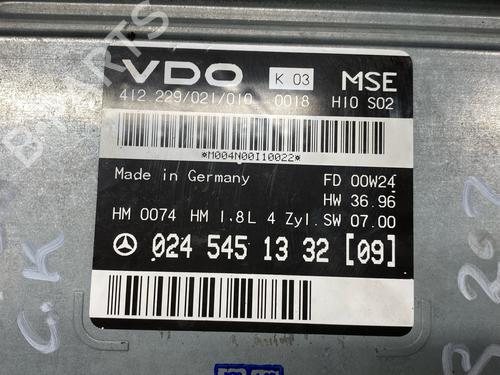 VDO K 03 MSE
412 229/021/010 0018 H10 S02
*M004N00I10022*
Made in Germany FD 00W24
HW 36.96
HM 0074 HM 1.8L 4 Zyl. SW 07.00
024 545 13 32 [09]
C.K